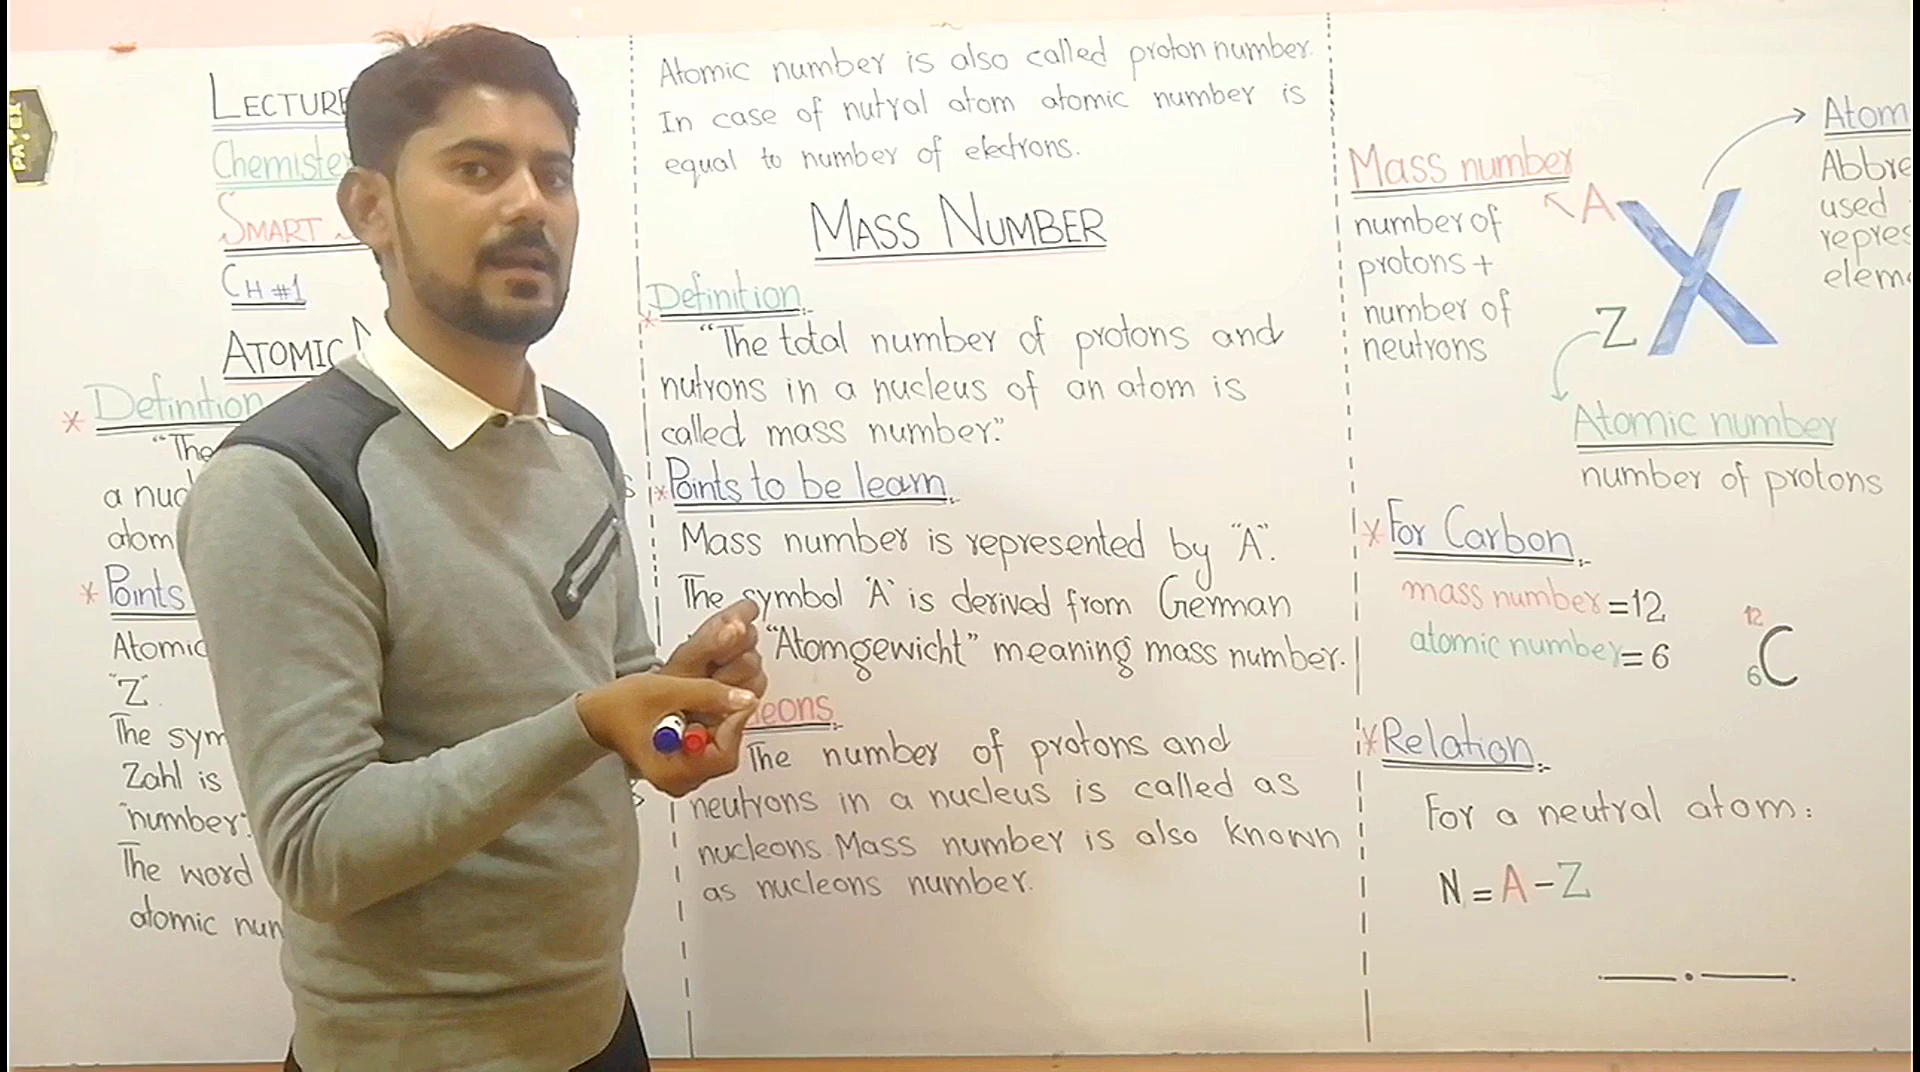 LECTURE
Chemiste
SMART
CH #1
ATOMIC
* Definition
"The
a nuc
atom
* Points
Atomic
"Z".
The sym
Zahl is
"number".
The word
atomic num
Atomic number is also called proton number.
In case of nutral atom atomic number is
equal to number of electrons.
MASS NUMBER
* Definition:-
"The total number of protons and
nutrons in a nucleus of an atom is
called mass number."
* Points to be learn:-
Mass number is represented by "A".
The symbol 'A' is derived from German
"Atomgewicht" meaning mass number.
leons:-
The number of protons and
neutrons in a nucleus is called as
nucleons. Mass number is also known
as nucleons number.
Atom
Abbre
used
repres
eleme
Mass number
number of
protons +
number of
neutrons
A
X
Z
Atomic number
number of protons
* For Carbon:-
mass number = 12
atomic number = 6
12
C
6
* Relation:-
For a neutral atom:
N = A - Z